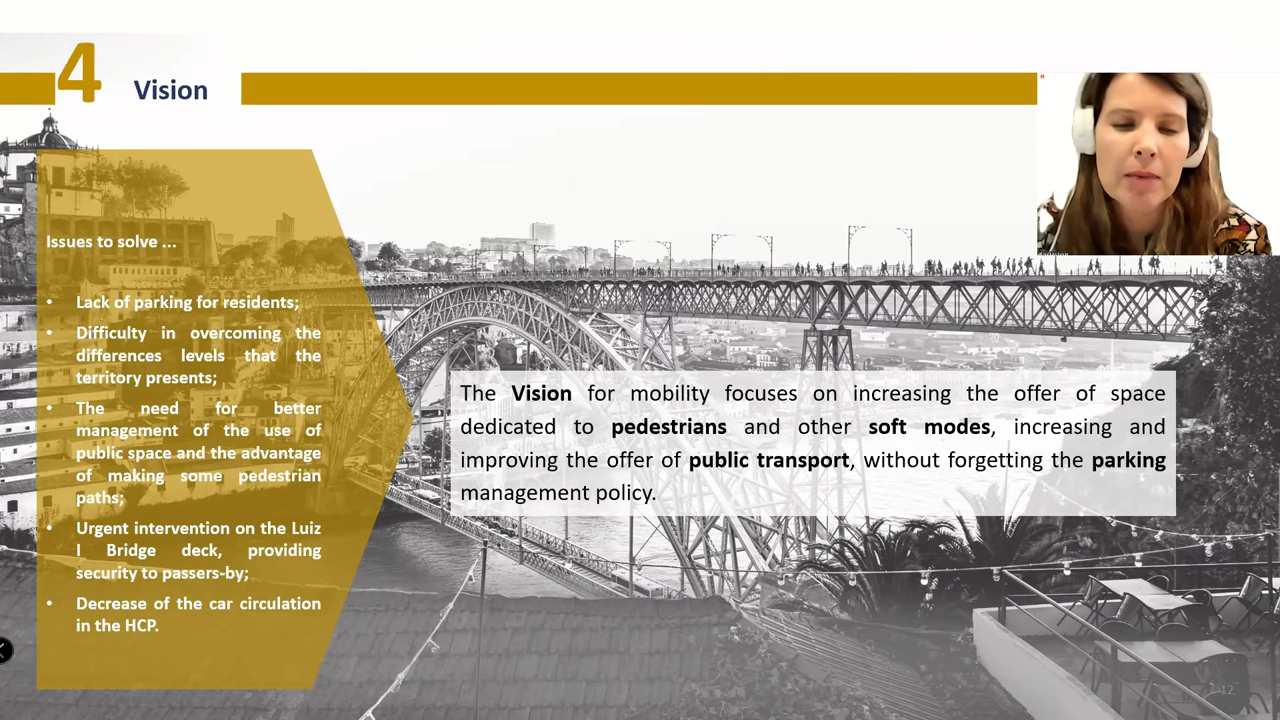 4
Vision
Issues to solve ...
• Lack of parking for residents;
• Difficulty in overcoming the
differences levels that the
territory presents;
• The need for better
management of the use of
public space and the advantage
of making some pedestrian
paths;
• Urgent intervention on the Luiz
I Bridge deck, providing
security to passers-by;
• Decrease of the car circulation
in the HCP.
The Vision for mobility focuses on increasing the offer of space
dedicated to pedestrians and other soft modes, increasing and
improving the offer of public transport, without forgetting the parking
management policy.